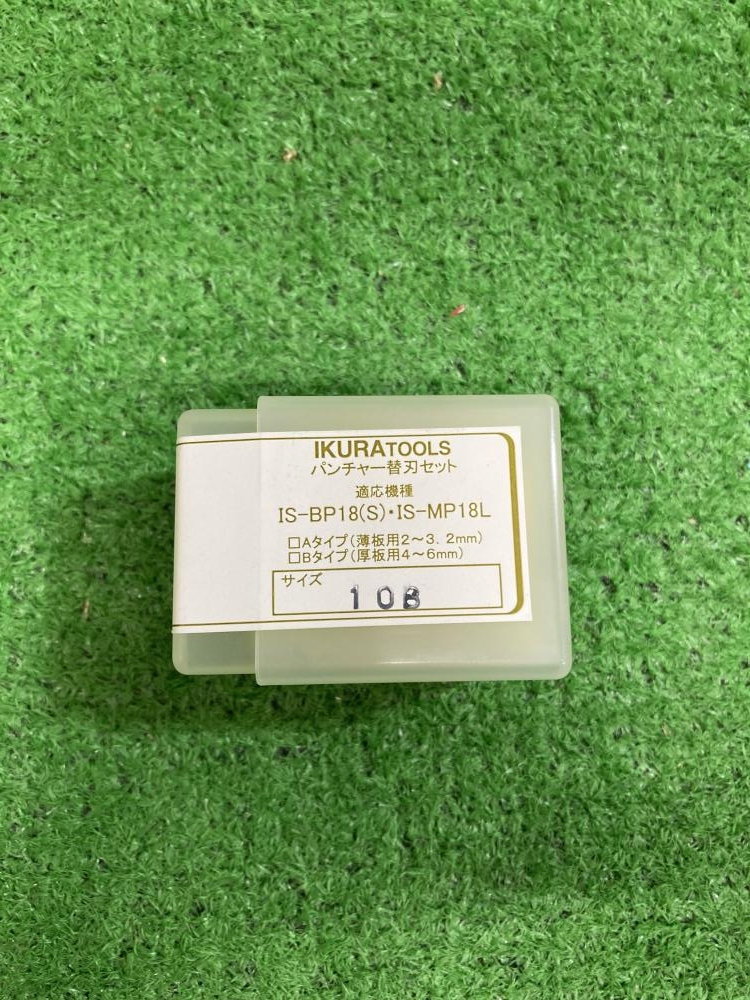 IKURATOOLS
パンチャー替刃セット
適応機種
IS-BP18(S)・IS-MP18L
□Aタイプ(薄板用2〜3.2mm)
□Bタイプ(厚板用4〜6mm)
サイズ
10B